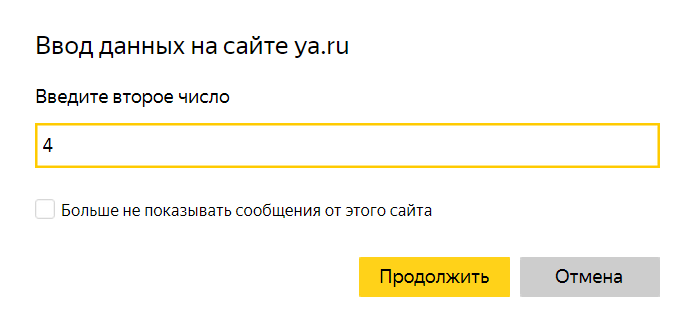 Ввод данных на сайте ya.ru
Введите второе число
4
Больше не показывать сообщения от этого сайта
Продолжить Отмена